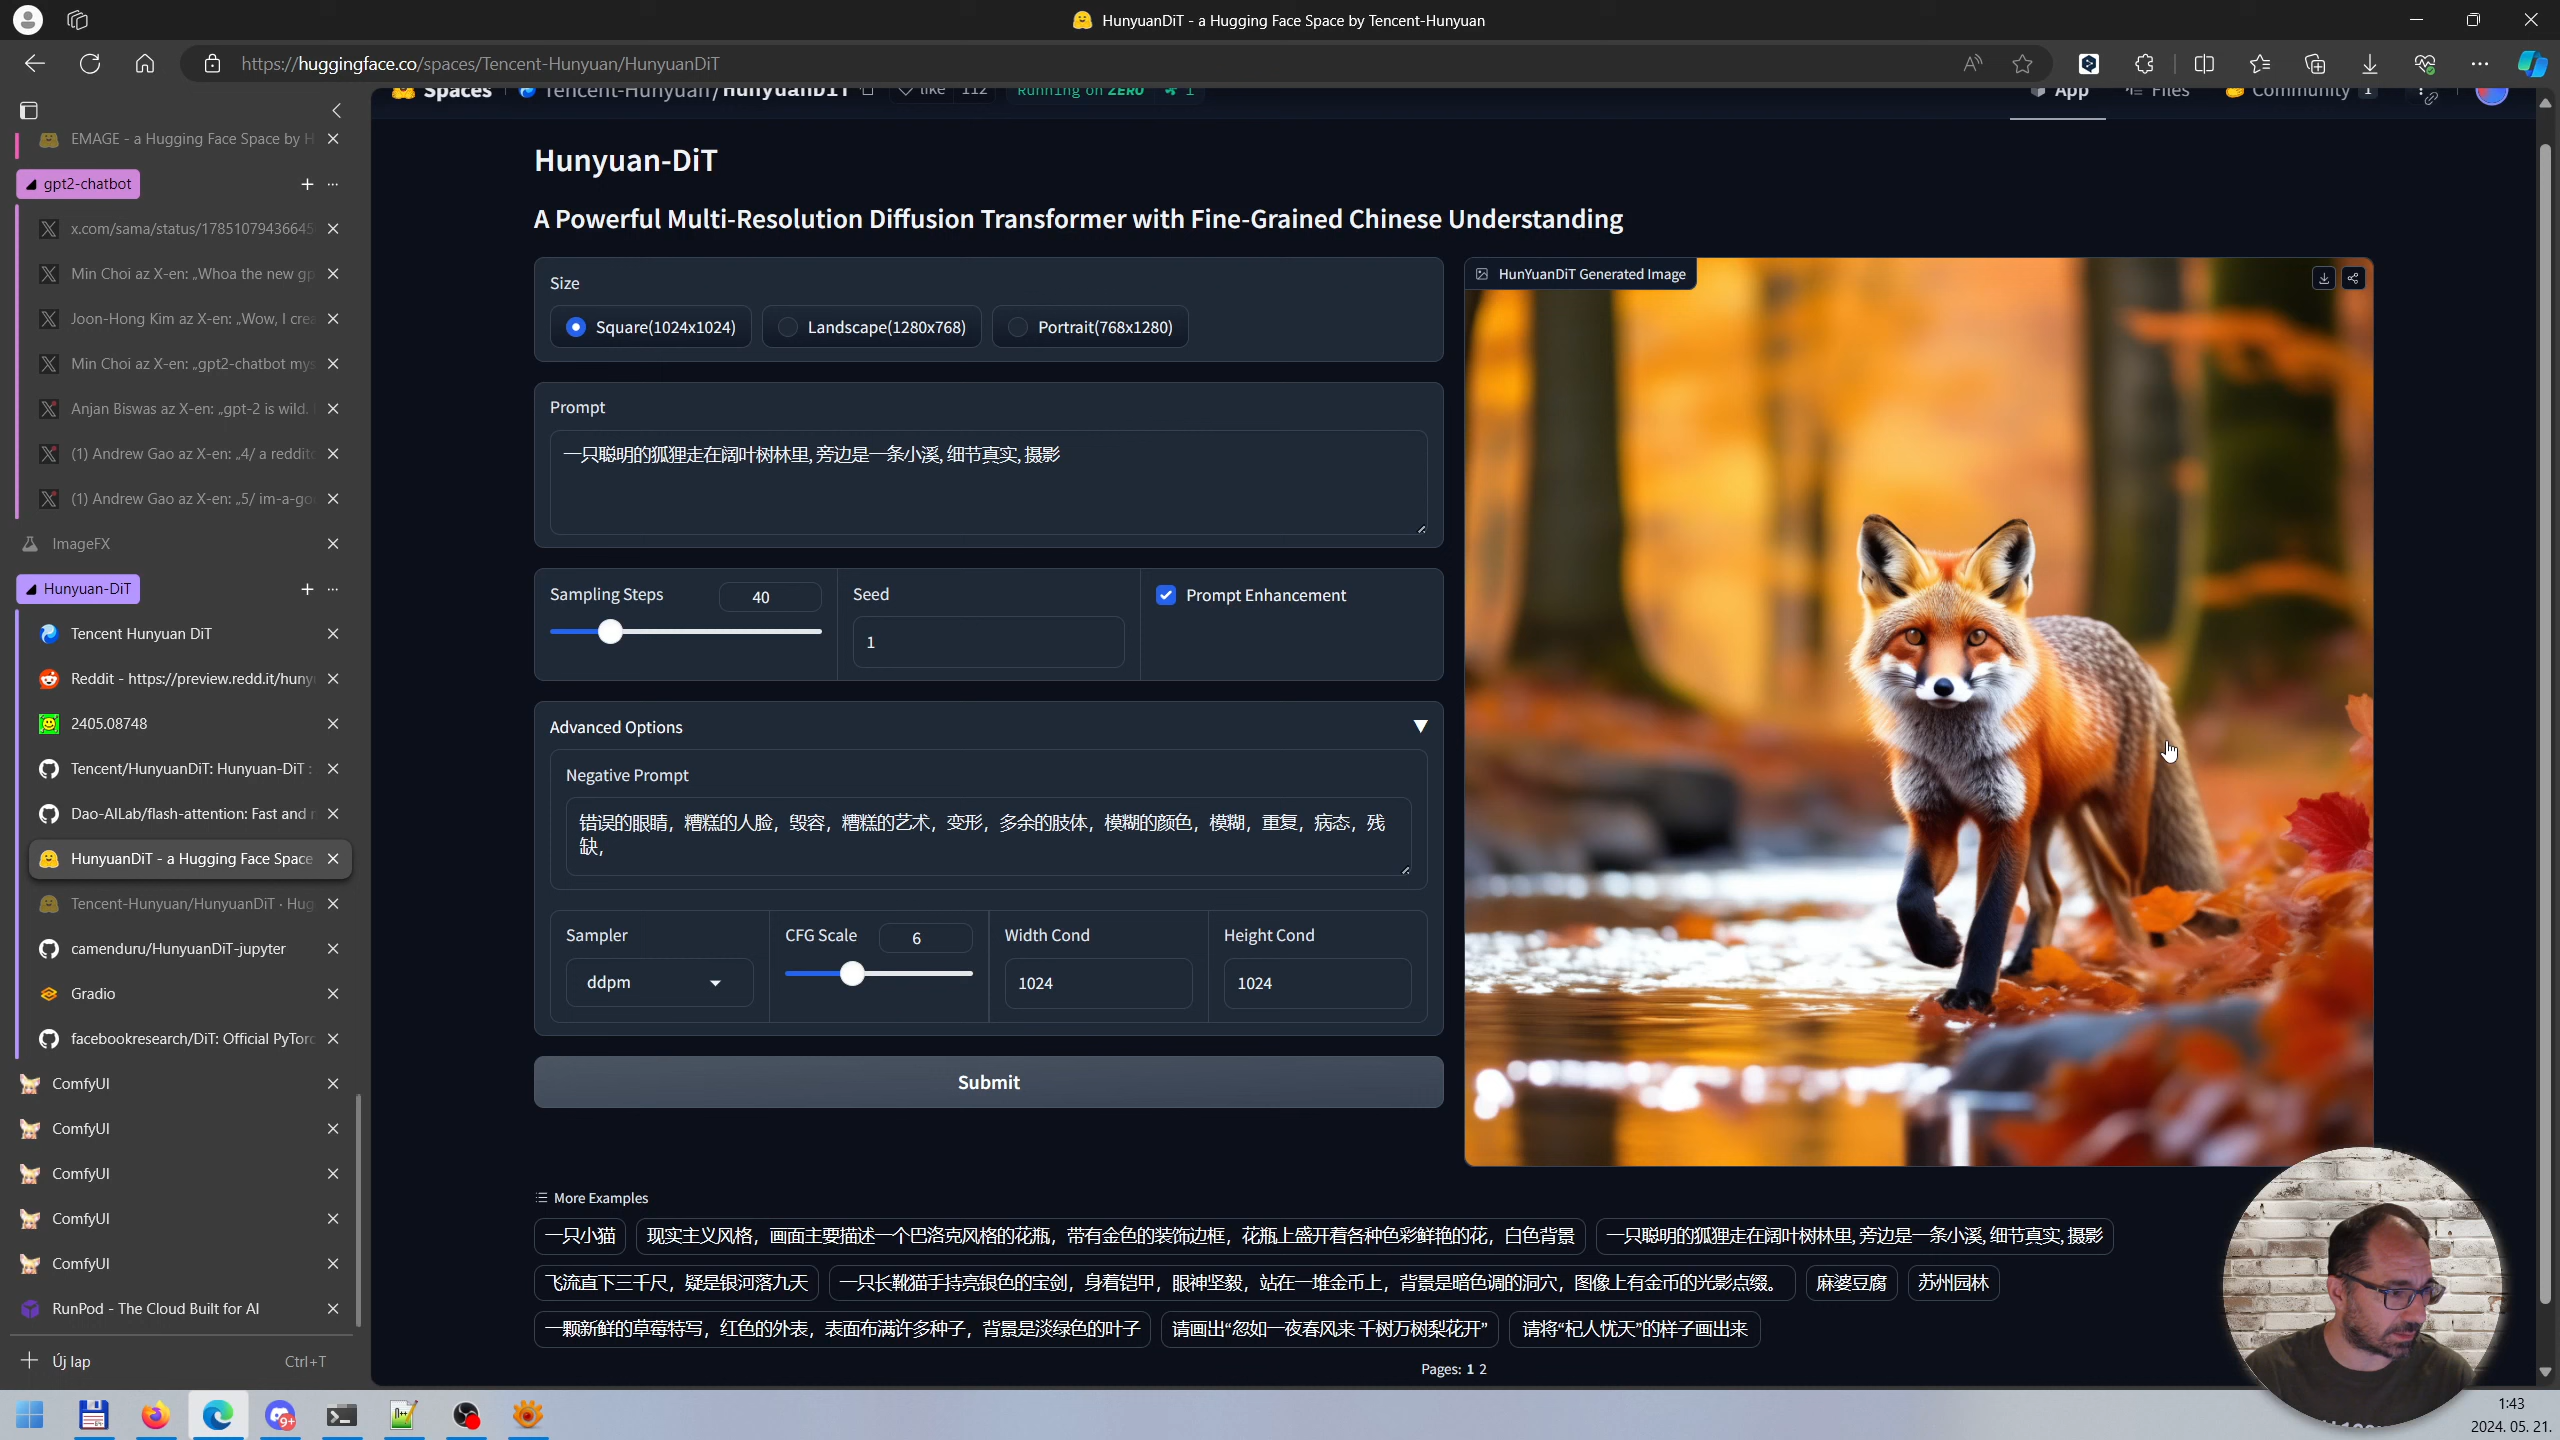 HunyuanDiT - a Hugging Face Space by Tencent-Hunyuan
https://huggingface.co/spaces/Tencent-Hunyuan/HunyuanDiT
Spaces
Tencent-Hunyuan/HunyuanDiT
like 112
Running on ZERO
1
App
Files
Community 1
EMAGE - a Hugging Face Space by H
gpt2-chatbot
x.com/sama/status/17851079436645
Min Choi az X-en: „Whoa the new gp
Joon-Hong Kim az X-en: „Wow, I crea
Min Choi az X-en: „gpt2-chatbot mys
Anjan Biswas az X-en: „gpt-2 is wild.
(1) Andrew Gao az X-en: „4/ a reddito
(1) Andrew Gao az X-en: „5/ im-a-goo
ImageFX
Hunyuan-DiT
Tencent Hunyuan DiT
Reddit - https://preview.redd.it/huny
2405.08748
Tencent/HunyuanDiT: Hunyuan-DiT :
Dao-AILab/flash-attention: Fast and m
HunyuanDiT - a Hugging Face Space
Tencent-Hunyuan/HunyuanDiT · Hug
camenduru/HunyuanDiT-jupyter
Gradio
facebookresearch/DiT: Official PyTorc
ComfyUI
ComfyUI
ComfyUI
ComfyUI
ComfyUI
RunPod - The Cloud Built for AI
Új lap Ctrl+T
Hunyuan-DiT
A Powerful Multi-Resolution Diffusion Transformer with Fine-Grained Chinese Understanding
Size
Square(1024x1024) Landscape(1280x768) Portrait(768x1280)
Prompt
一只聪明的狐狸走在阔叶树林里, 旁边是一条小溪, 细节真实, 摄影
Sampling Steps 40
Seed
1
Prompt Enhancement
Advanced Options ▼
Negative Prompt
错误的眼睛，糟糕的人脸，毁容，糟糕的艺术，变形，多余的肢体，模糊的颜色，模糊，重复，病态，残
缺，
Sampler
ddpm
CFG Scale 6
Width Cond
1024
Height Cond
1024
Submit
HunYuanDiT Generated Image
More Examples
一只小猫
现实主义风格，画面主要描述一个巴洛克风格的花瓶，带有金色的装饰边框，花瓶上盛开着各种色彩鲜艳的花，白色背景
一只聪明的狐狸走在阔叶树林里, 旁边是一条小溪, 细节真实, 摄影
飞流直下三千尺，疑是银河落九天
一只长靴猫手持亮银色的宝剑，身着铠甲，眼神坚毅，站在一堆金币上，背景是暗色调的洞穴，图像上有金币的光影点缀。
麻婆豆腐
苏州园林
一颗新鲜的草莓特写，红色的外表，表面布满许多种子，背景是淡绿色的叶子
请画出“忽如一夜春风来 千树万树梨花开”
请将“杞人忧天”的样子画出来
Pages: 1 2
9+
1:43
2024. 05. 21.